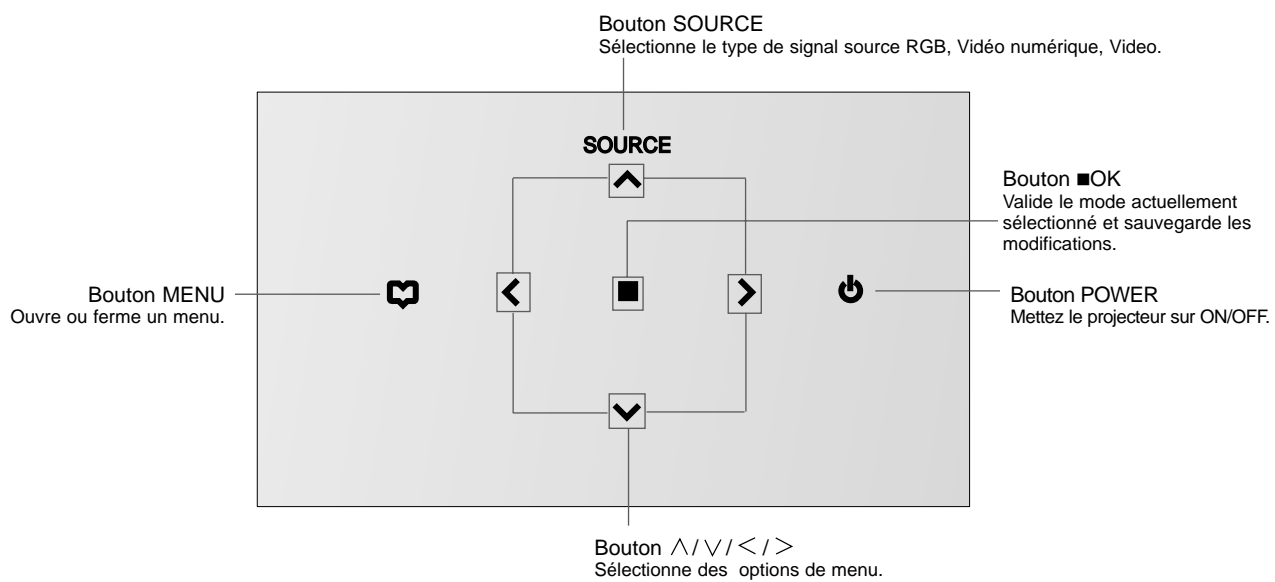 Bouton SOURCE
Sélectionne le type de signal source RGB, Vidéo numérique, Video.
SOURCE
Bouton ■OK
Valide le mode actuellement
sélectionné et sauvegarde les
modifications.
Bouton MENU
Ouvre ou ferme un menu.
Bouton POWER
Mettez le projecteur sur ON/OFF.
Bouton ∧/∨/＜/＞
Sélectionne des options de menu.